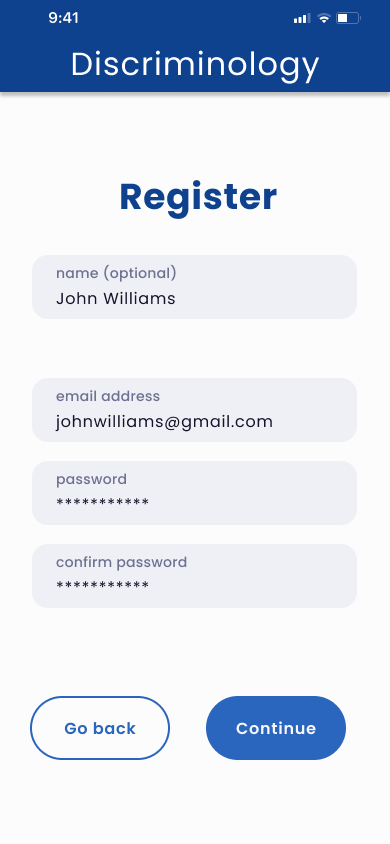 9:41
Discriminology
Register
name (optional)
John Williams
email address
johnwilliams@gmail.com
password
***********
confirm password
***********
Go back
Continue